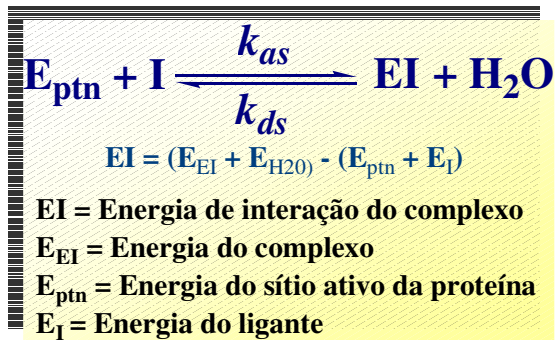 k_as
E_ptn + I ⇌ EI + H₂O
k_ds
EI = (E_EI + E_H20) - (E_ptn + E_I)
EI = Energia de interação do complexo
E_EI = Energia do complexo
E_ptn = Energia do sítio ativo da proteína
E_I = Energia do ligante